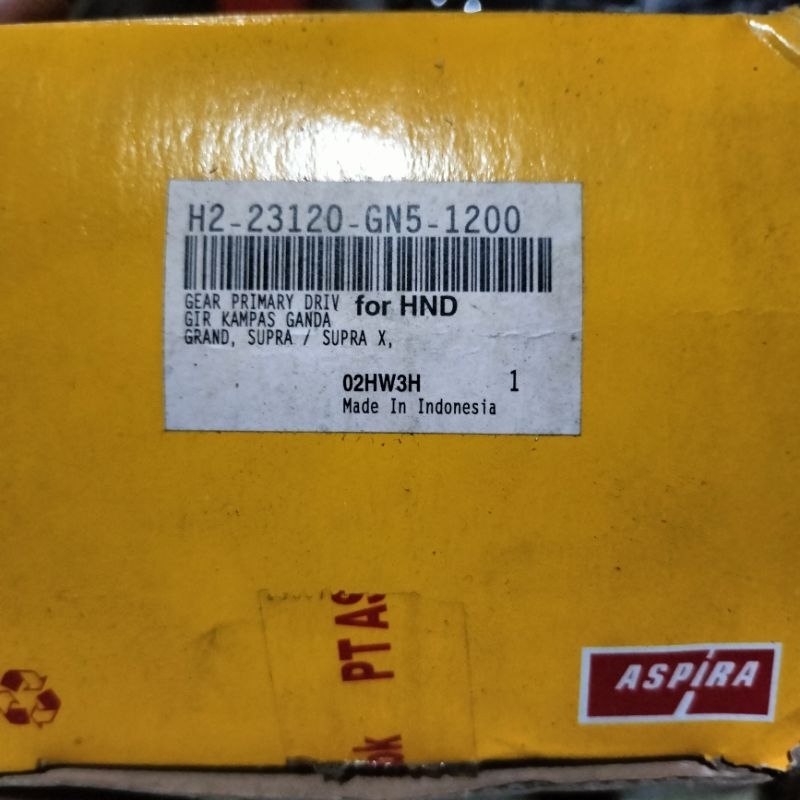 H2-23120-GN5-1200
GEAR PRIMARY DRIV for HND
GIR KAMPAS GANDA
GRAND, SUPRA / SUPRA X,
02HW3H 1
Made In Indonesia
PT
ASPIRA